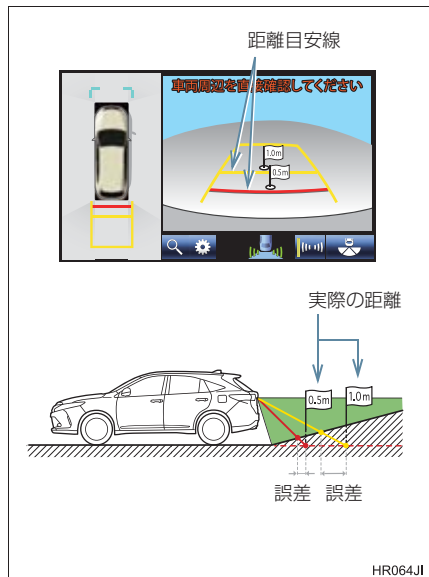 距離目安線
車両周辺を直接確認してください
1.0m
0.5m
実際の距離
0.5m
1.0m
誤差 誤差
HR064JI